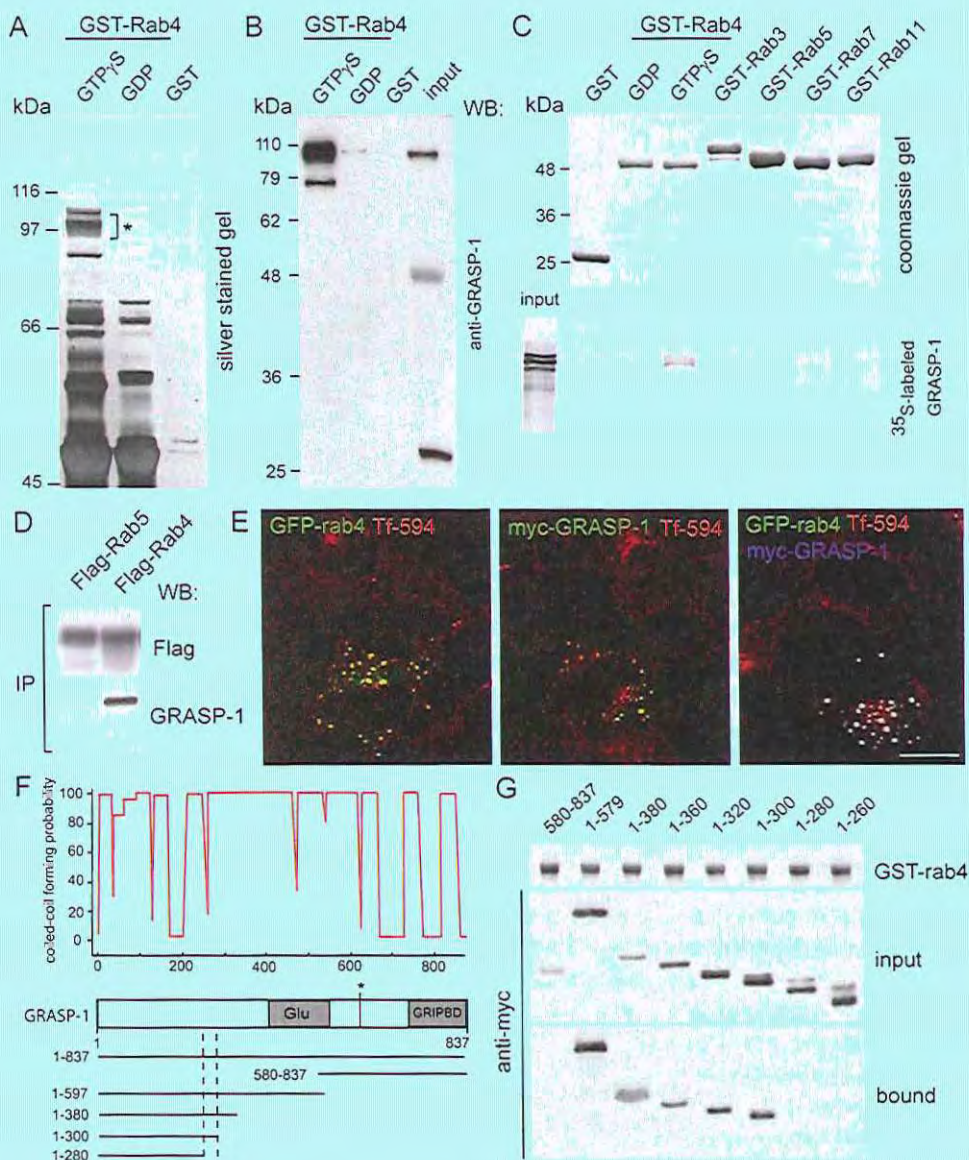 A
GST-Rab4
GTPγS GDP GST
kDa
116
97
*
66
45
silver stained gel
B
GST-Rab4
GTPγS GDP GST input
kDa
WB:
110
79
62
48
36
25
anti-GRASP-1
C
GST-Rab4
GST GDP GTPγS GST-Rab3 GST-Rab5 GST-Rab7 GST-Rab11
kDa
48
36
25
coomassie gel
input
35S-labeled
GRASP-1
D
Flag-Rab5 Flag-Rab4
WB:
IP
Flag
GRASP-1
E
GFP-rab4 Tf-594
myc-GRASP-1 Tf-594
GFP-rab4 Tf-594
myc-GRASP-1
F
coiled-coil forming probability
100
80
60
40
20
0
0 200 400 600 800
*
GRASP-1 Glu GRIPBD
1 837
1-837
580-837
1-597
1-380
1-300
1-280
G
580-837 1-579 1-380 1-360 1-320 1-300 1-280 1-260
GST-rab4
input
anti-myc
bound